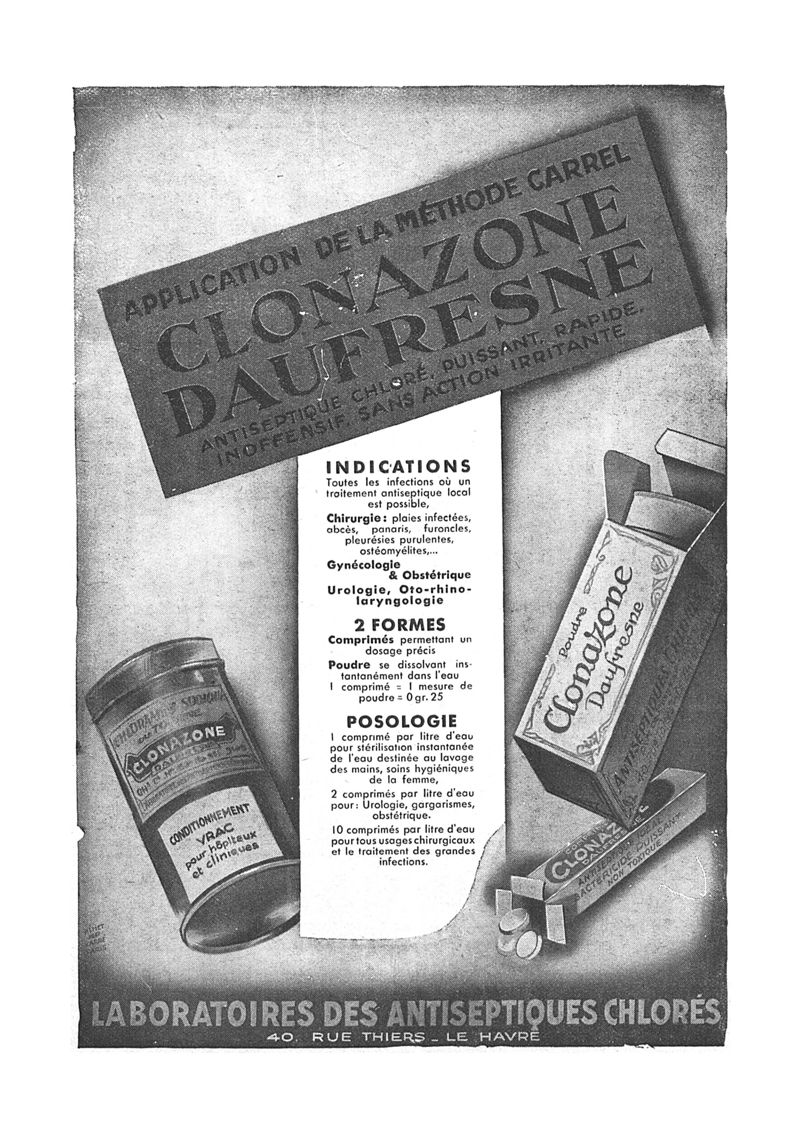 APPLICATION DE LA MÉTHODE CARREL
CLONAZONE
DAUFRESNE
ANTISEPTIQUE CHLORÉ, PUISSANT, RAPIDE,
INOFFENSIF, SANS ACTION IRRITANTE
INDICATIONS
Toutes les infections où un
traitement antiseptique local
est possible,
Chirurgie : plaies infectées,
abcès, panaris, furoncles,
pleurésies purulentes,
ostéomyélites,...
Gynécologie
& Obstétrique
Urologie, Oto-rhino-
laryngologie
2 FORMES
Comprimés permettant un
dosage précis
Poudre se dissolvant ins-
tantanément dans l'eau
1 comprimé = 1 mesure de
poudre = 0 gr. 25
POSOLOGIE
1 comprimé par litre d'eau
pour stérilisation instantanée
de l'eau destinée au lavage
des mains, soins hygiéniques
de la femme,
2 comprimés par litre d'eau
pour : Urologie, gargarismes,
obstétrique.
10 comprimés par litre d'eau
pour tous usages chirurgicaux
et le traitement des grandes
infections.
CLONAZONE
CONDITIONNEMENT
VRAC
pour hôpitaux
et cliniques
Poudre
Clonazone
Daufresne
CLONAZONE
NON TOXIQUE
LABORATOIRES DES ANTISEPTIQUES CHLORÉS
40, RUE THIERS _ LE HAVRE